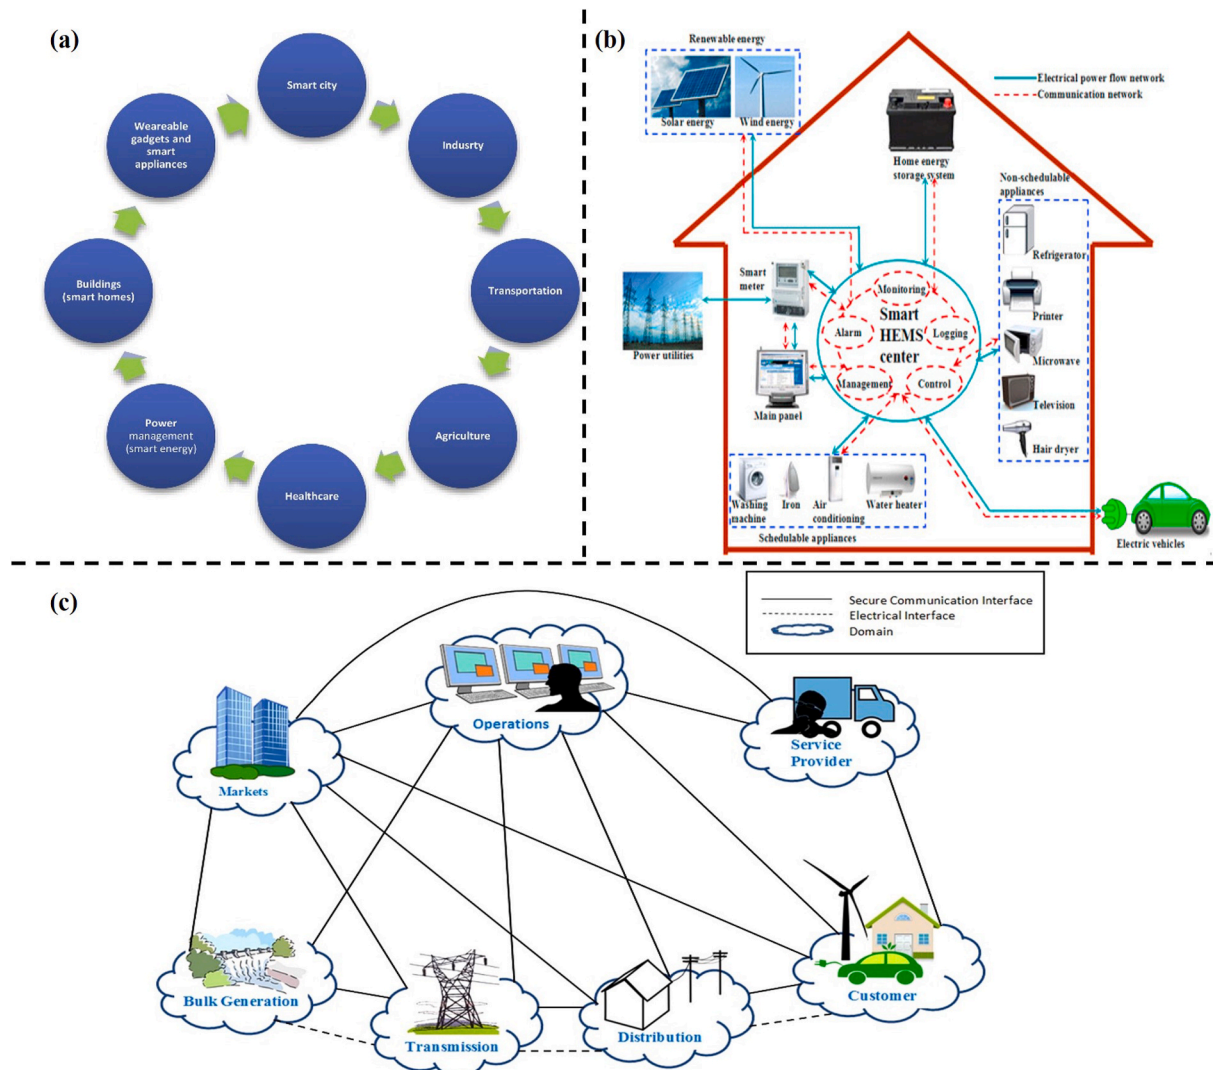 (a)
Smart city
Indusrty
Transportation
Agriculture
Healthcare
Power
management
(smart energy)
Buildings
(smart homes)
Weareable
gadgets and
smart
appliances
(b)
Renewable energy
Solar energy
Wind energy
Electrical power flow network
Communication network
Home energy
storage system
Non-schedulable
appliances
Refrigerator
Printer
Microwave
Television
Hair dryer
Smart
meter
Power utilities
Main panel
Monitoring
Alarm
Logging
Smart
HEMS
center
Management
Control
Washing
machine
Iron
Air
conditioning
Water heater
Schedulable appliances
Electric vehicles
(c)
Secure Communication Interface
Electrical Interface
Domain
Operations
Markets
Service
Provider
Bulk Generation
Transmission
Distribution
Customer